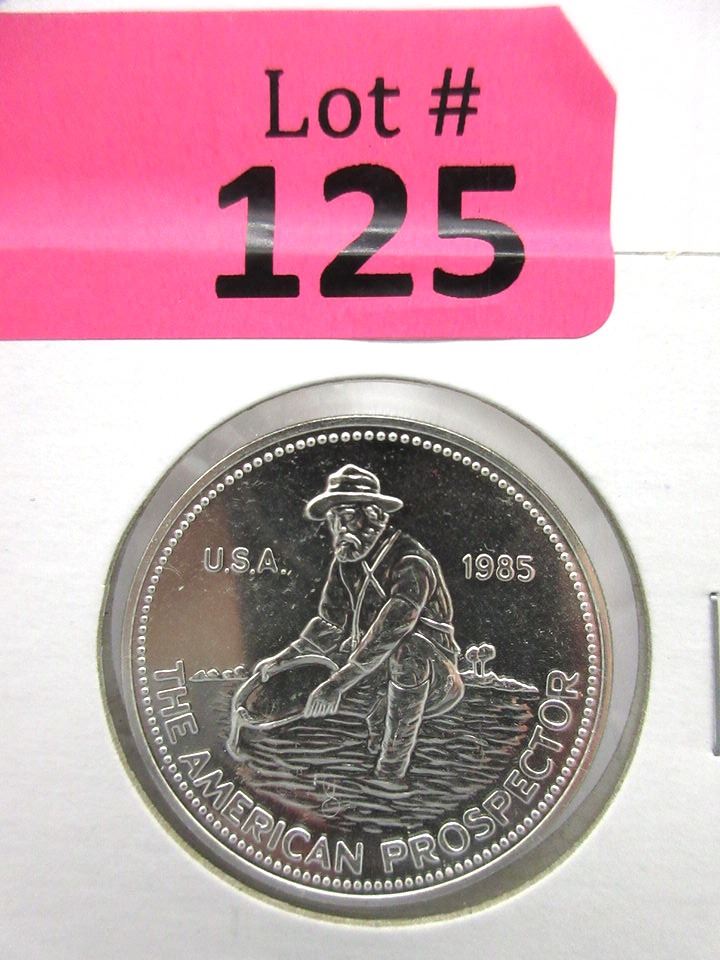 Lot #
125
U.S.A. 1985
THE AMERICAN PROSPECTOR